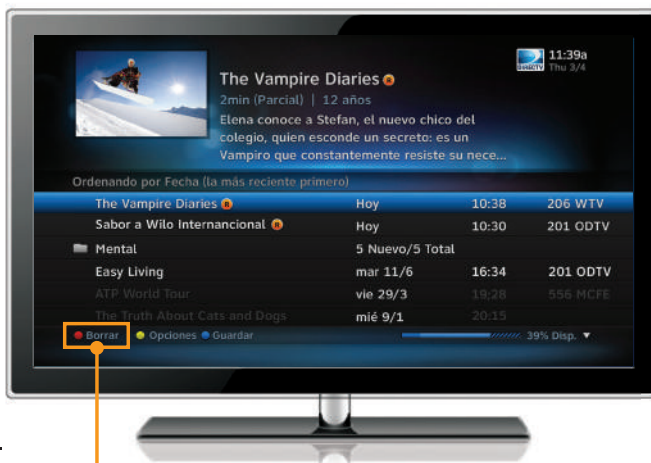 11:39a
DIRECTV Thu 3/4
The Vampire Diaries R
2min (Parcial) | 12 años
Elena conoce a Stefan, el nuevo chico del
colegio, quien esconde un secreto: es un
Vampiro que constantemente resiste su nece...
Ordenando por Fecha (la más reciente primero)
The Vampire Diaries R Hoy 10:38 206 WTV
Sabor a Wilo Internancional R Hoy 10:30 201 ODTV
Mental 5 Nuevo/5 Total
Easy Living mar 11/6 16:34 201 ODTV
ATP World Tour vie 29/3 19:28 556 MCFE
The Truth About Cats and Dogs mié 9/1 20:15
Borrar Opciones Guardar 39% Disp.